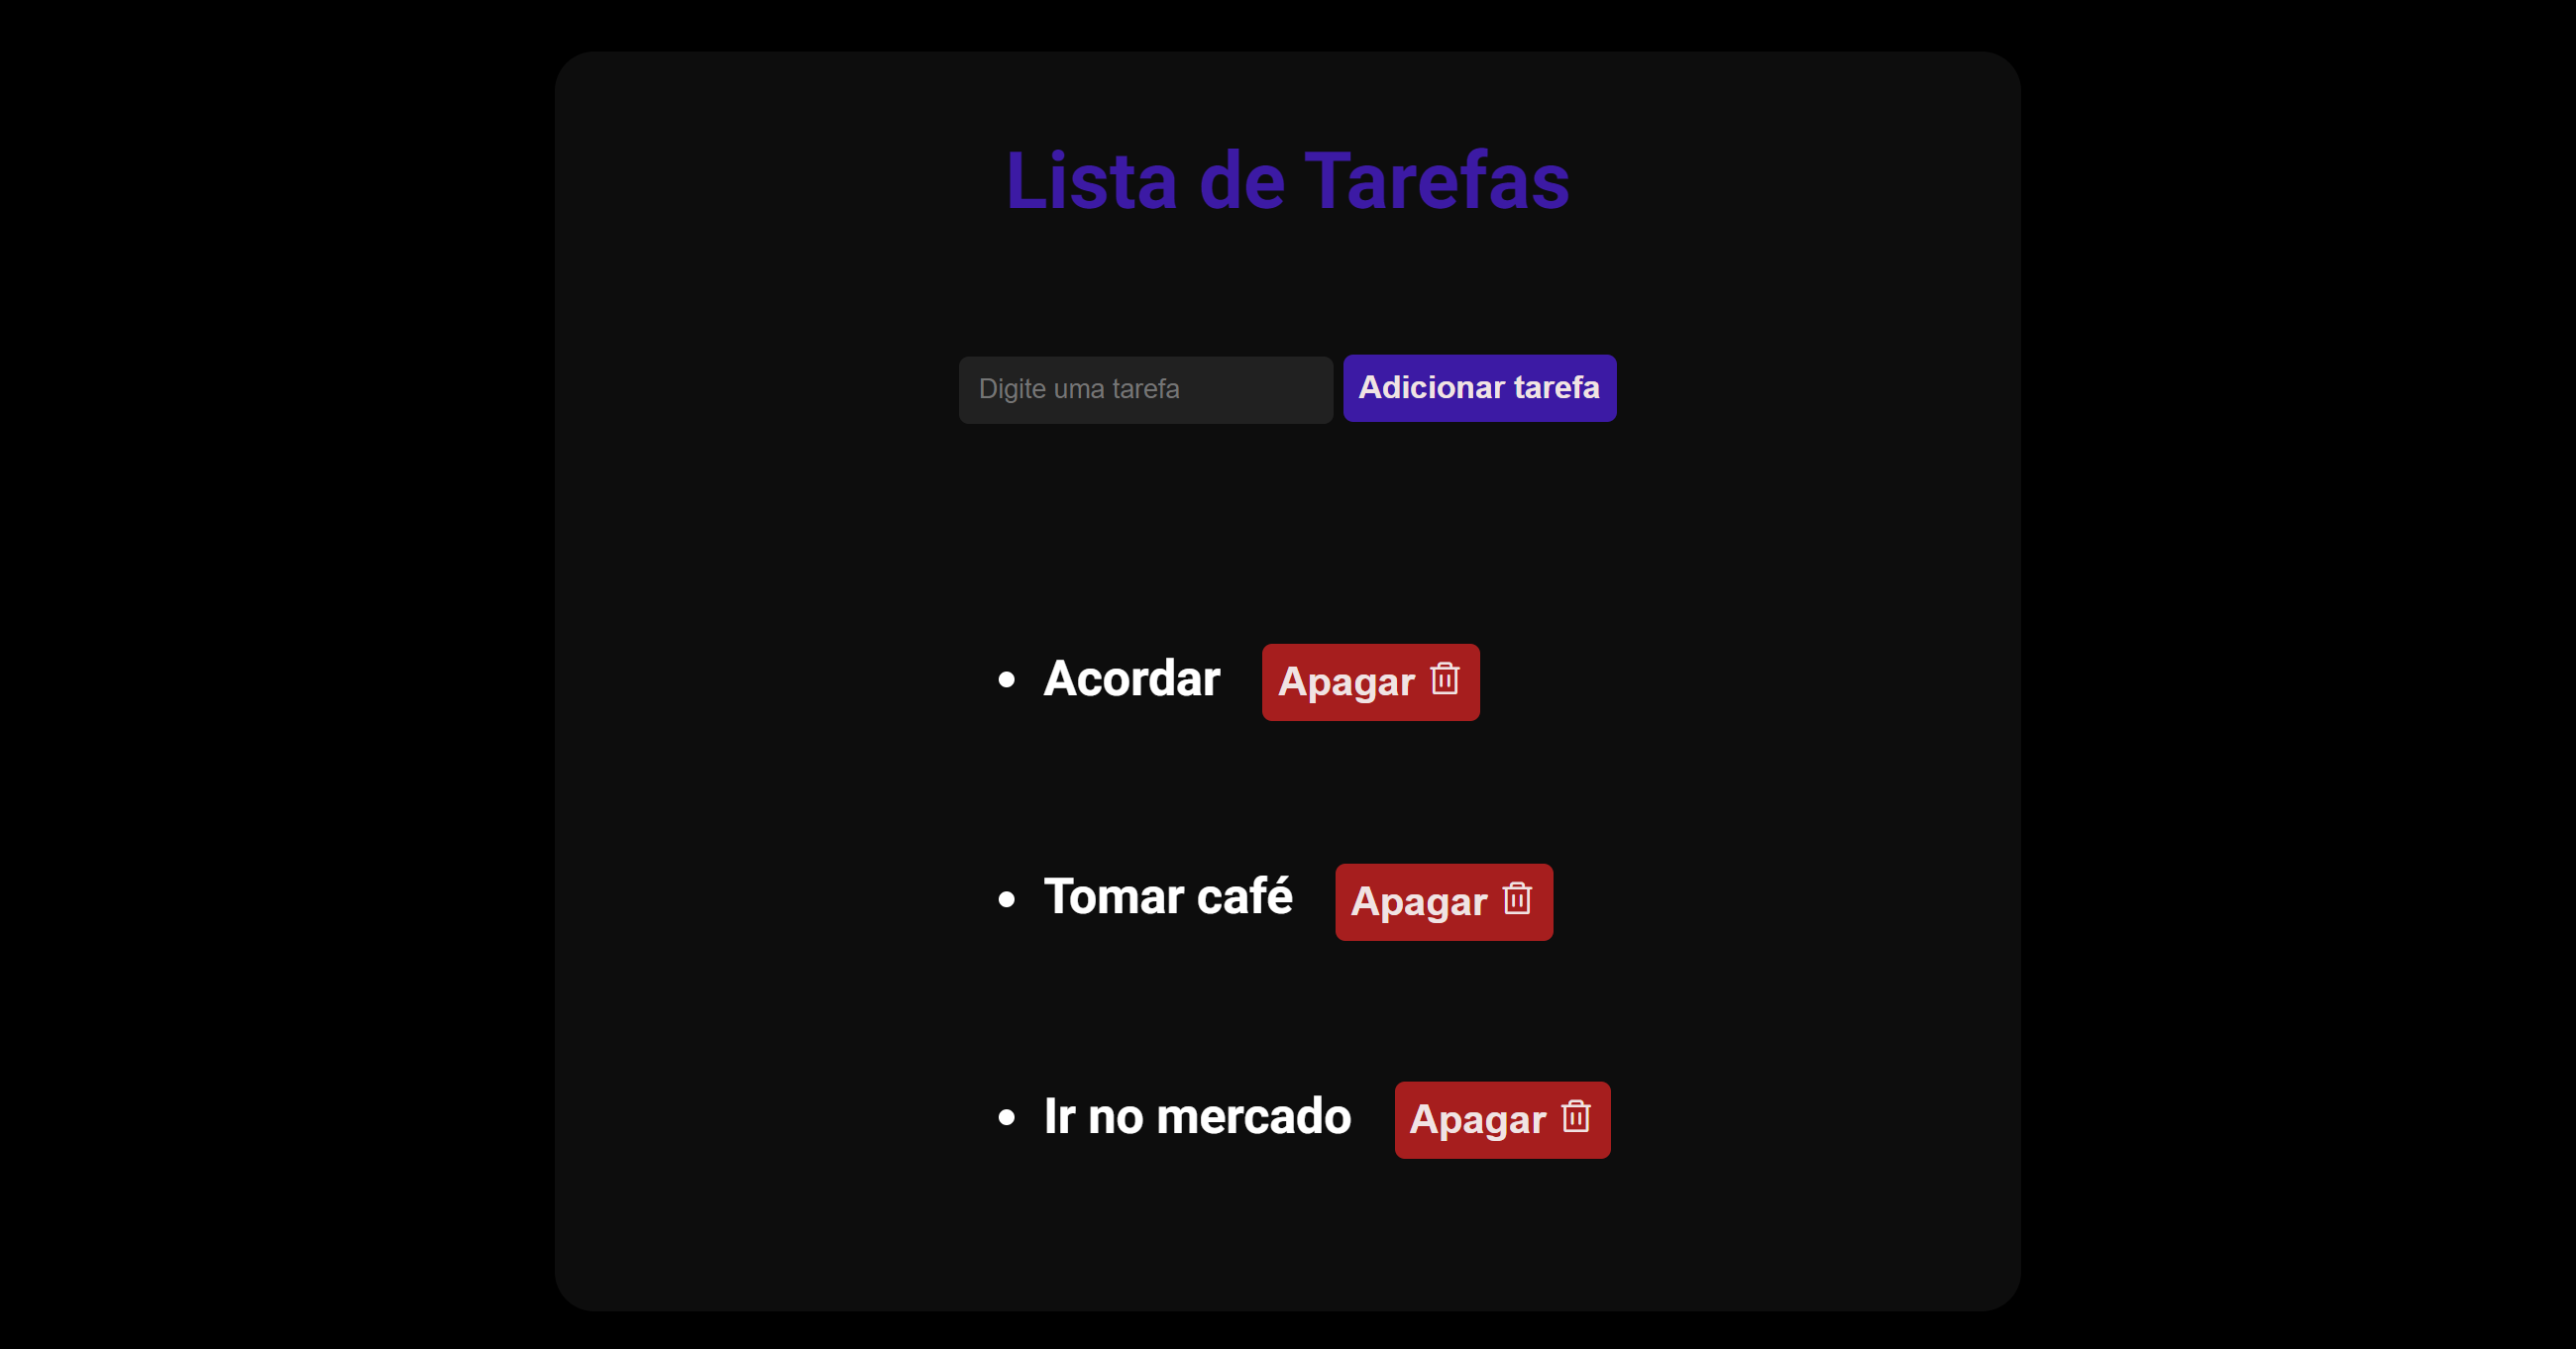 Lista de Tarefas
Digite uma tarefa Adicionar tarefa
Acordar Apagar
Tomar café Apagar
Ir no mercado Apagar